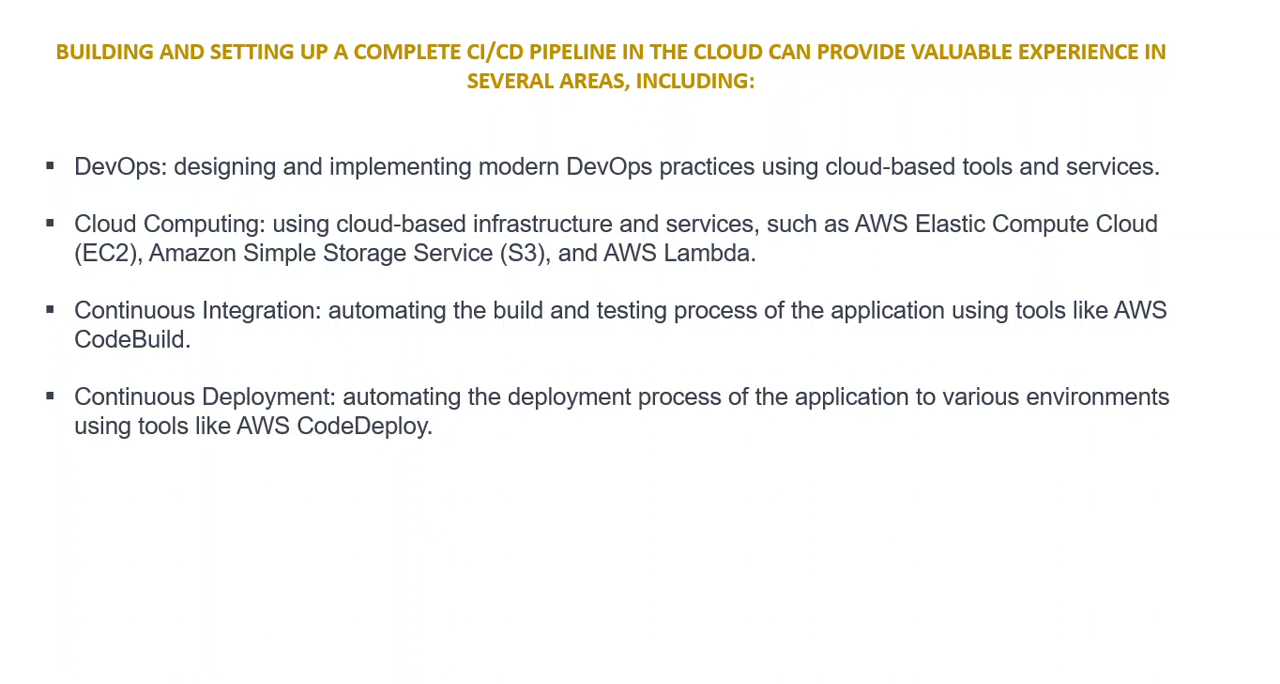 BUILDING AND SETTING UP A COMPLETE CI/CD PIPELINE IN THE CLOUD CAN PROVIDE VALUABLE EXPERIENCE IN
SEVERAL AREAS, INCLUDING:
▪ DevOps: designing and implementing modern DevOps practices using cloud-based tools and services.
▪ Cloud Computing: using cloud-based infrastructure and services, such as AWS Elastic Compute Cloud
(EC2), Amazon Simple Storage Service (S3), and AWS Lambda.
▪ Continuous Integration: automating the build and testing process of the application using tools like AWS
CodeBuild.
▪ Continuous Deployment: automating the deployment process of the application to various environments
using tools like AWS CodeDeploy.